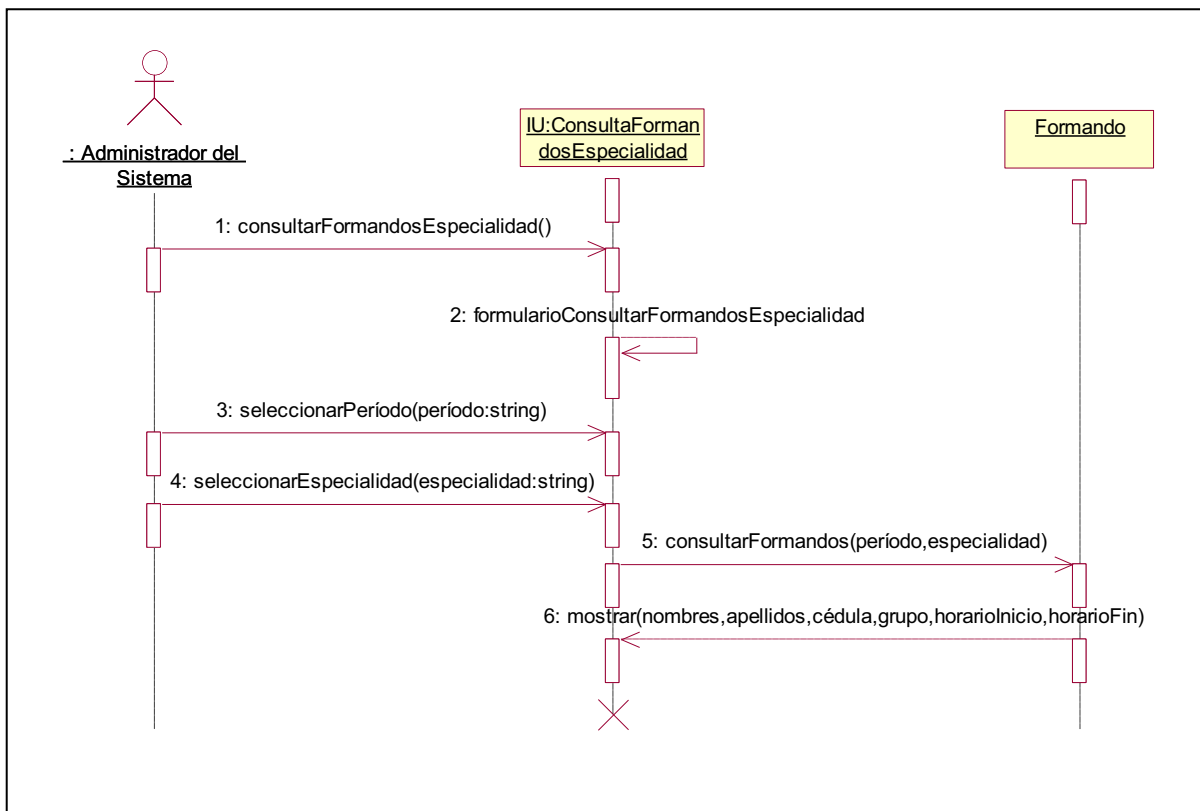 : Administrador del
Sistema
IU:ConsultaForman
dosEspecialidad
Formando
1: consultarFormandosEspecialidad()
2: formularioConsultarFormandosEspecialidad
3: seleccionarPeríodo(período:string)
4: seleccionarEspecialidad(especialidad:string)
5: consultarFormandos(período,especialidad)
6: mostrar(nombres,apellidos,cédula,grupo,horarioInicio,horarioFin)